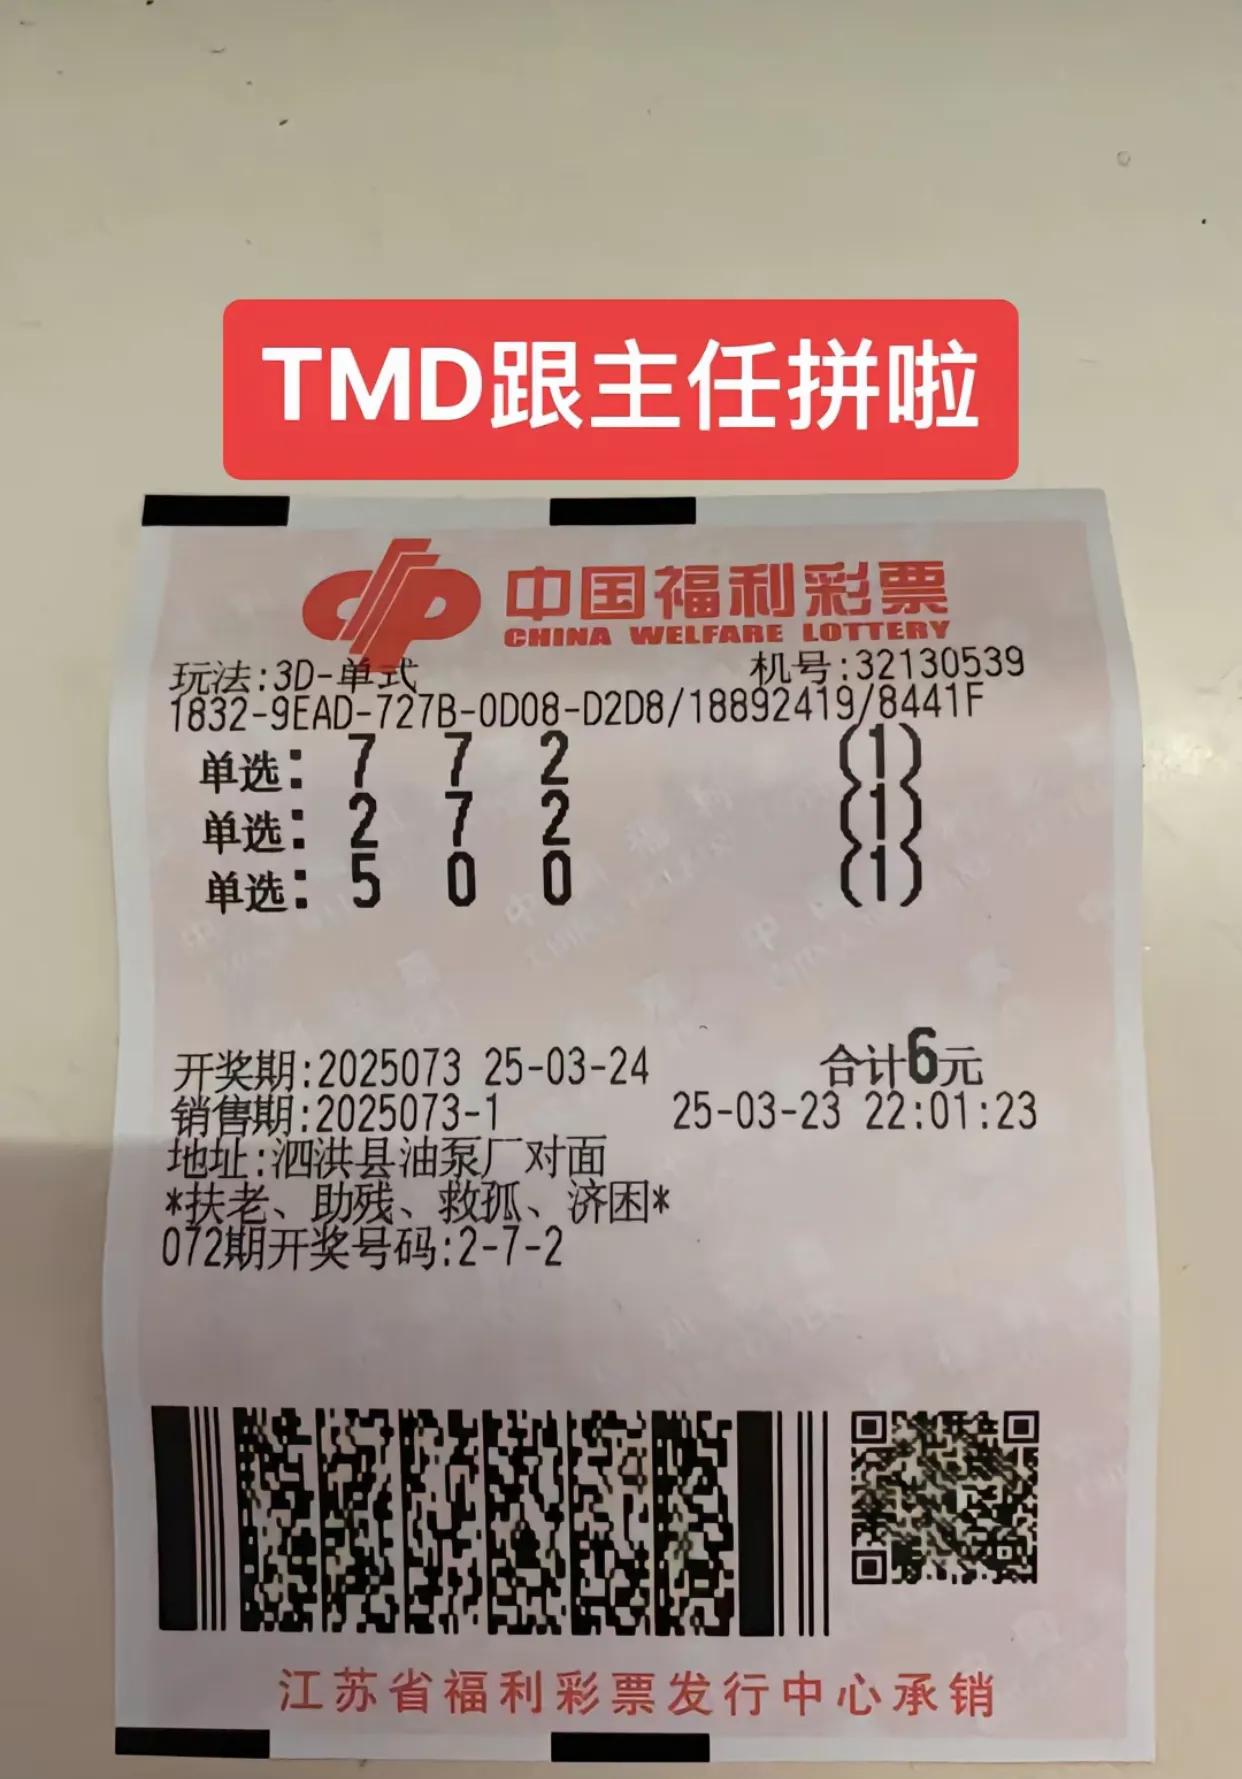 TMD跟主任拼啦
中国福利彩票
CHINA WELFARE LOTTERY
玩法:3D-单式 机号:32130539
1832-9EAD-727B-0D08-D2D8/18892419/8441F
单选: 7 7 2 (1)
单选: 2 7 2 (1)
单选: 5 0 0 (1)
开奖期:2025073 25-03-24 合计6元
销售期:2025073-1 25-03-23 22:01:23
地址:泗洪县油泵厂对面
*扶老、助残、救孤、济困*
072期开奖号码:2-7-2
江苏省福利彩票发行中心承销